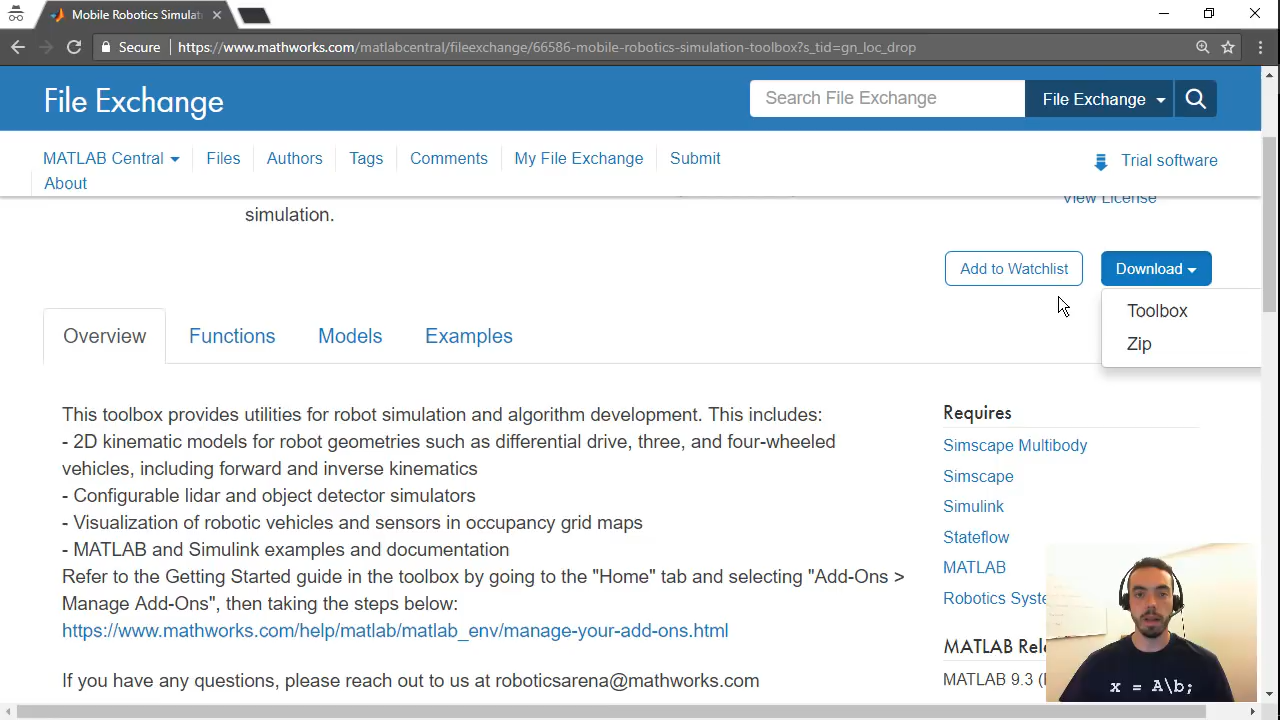 Mobile Robotics Simulat
Secure
https://www.mathworks.com/matlabcentral/fileexchange/66586-mobile-robotics-simulation-toolbox?s_tid=gn_loc_drop
File Exchange
Search File Exchange
File Exchange
MATLAB Central
Files
Authors
Tags
Comments
My File Exchange
Submit
Trial software
About
simulation.
View License
Add to Watchlist
Download
Toolbox
Zip
Overview
Functions
Models
Examples
This toolbox provides utilities for robot simulation and algorithm development. This includes:
- 2D kinematic models for robot geometries such as differential drive, three, and four-wheeled
vehicles, including forward and inverse kinematics
- Configurable lidar and object detector simulators
- Visualization of robotic vehicles and sensors in occupancy grid maps
- MATLAB and Simulink examples and documentation
Refer to the Getting Started guide in the toolbox by going to the "Home" tab and selecting "Add-Ons >
Manage Add-Ons", then taking the steps below:
https://www.mathworks.com/help/matlab/matlab_env/manage-your-add-ons.html
If you have any questions, please reach out to us at roboticsarena@mathworks.com
Requires
Simscape Multibody
Simscape
Simulink
Stateflow
MATLAB
Robotics Syste
MATLAB Rel
MATLAB 9.3 (
x = A\b;